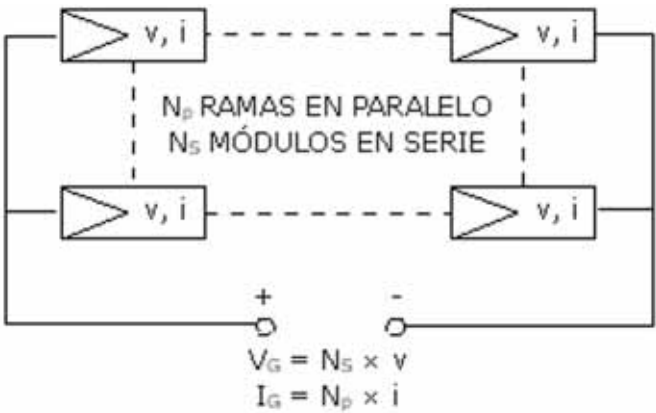 v, i
v, i
Np RAMAS EN PARALELO
NS MÓDULOS EN SERIE
v, i
v, i
+
-
VG = NS × v
IG = Np × i